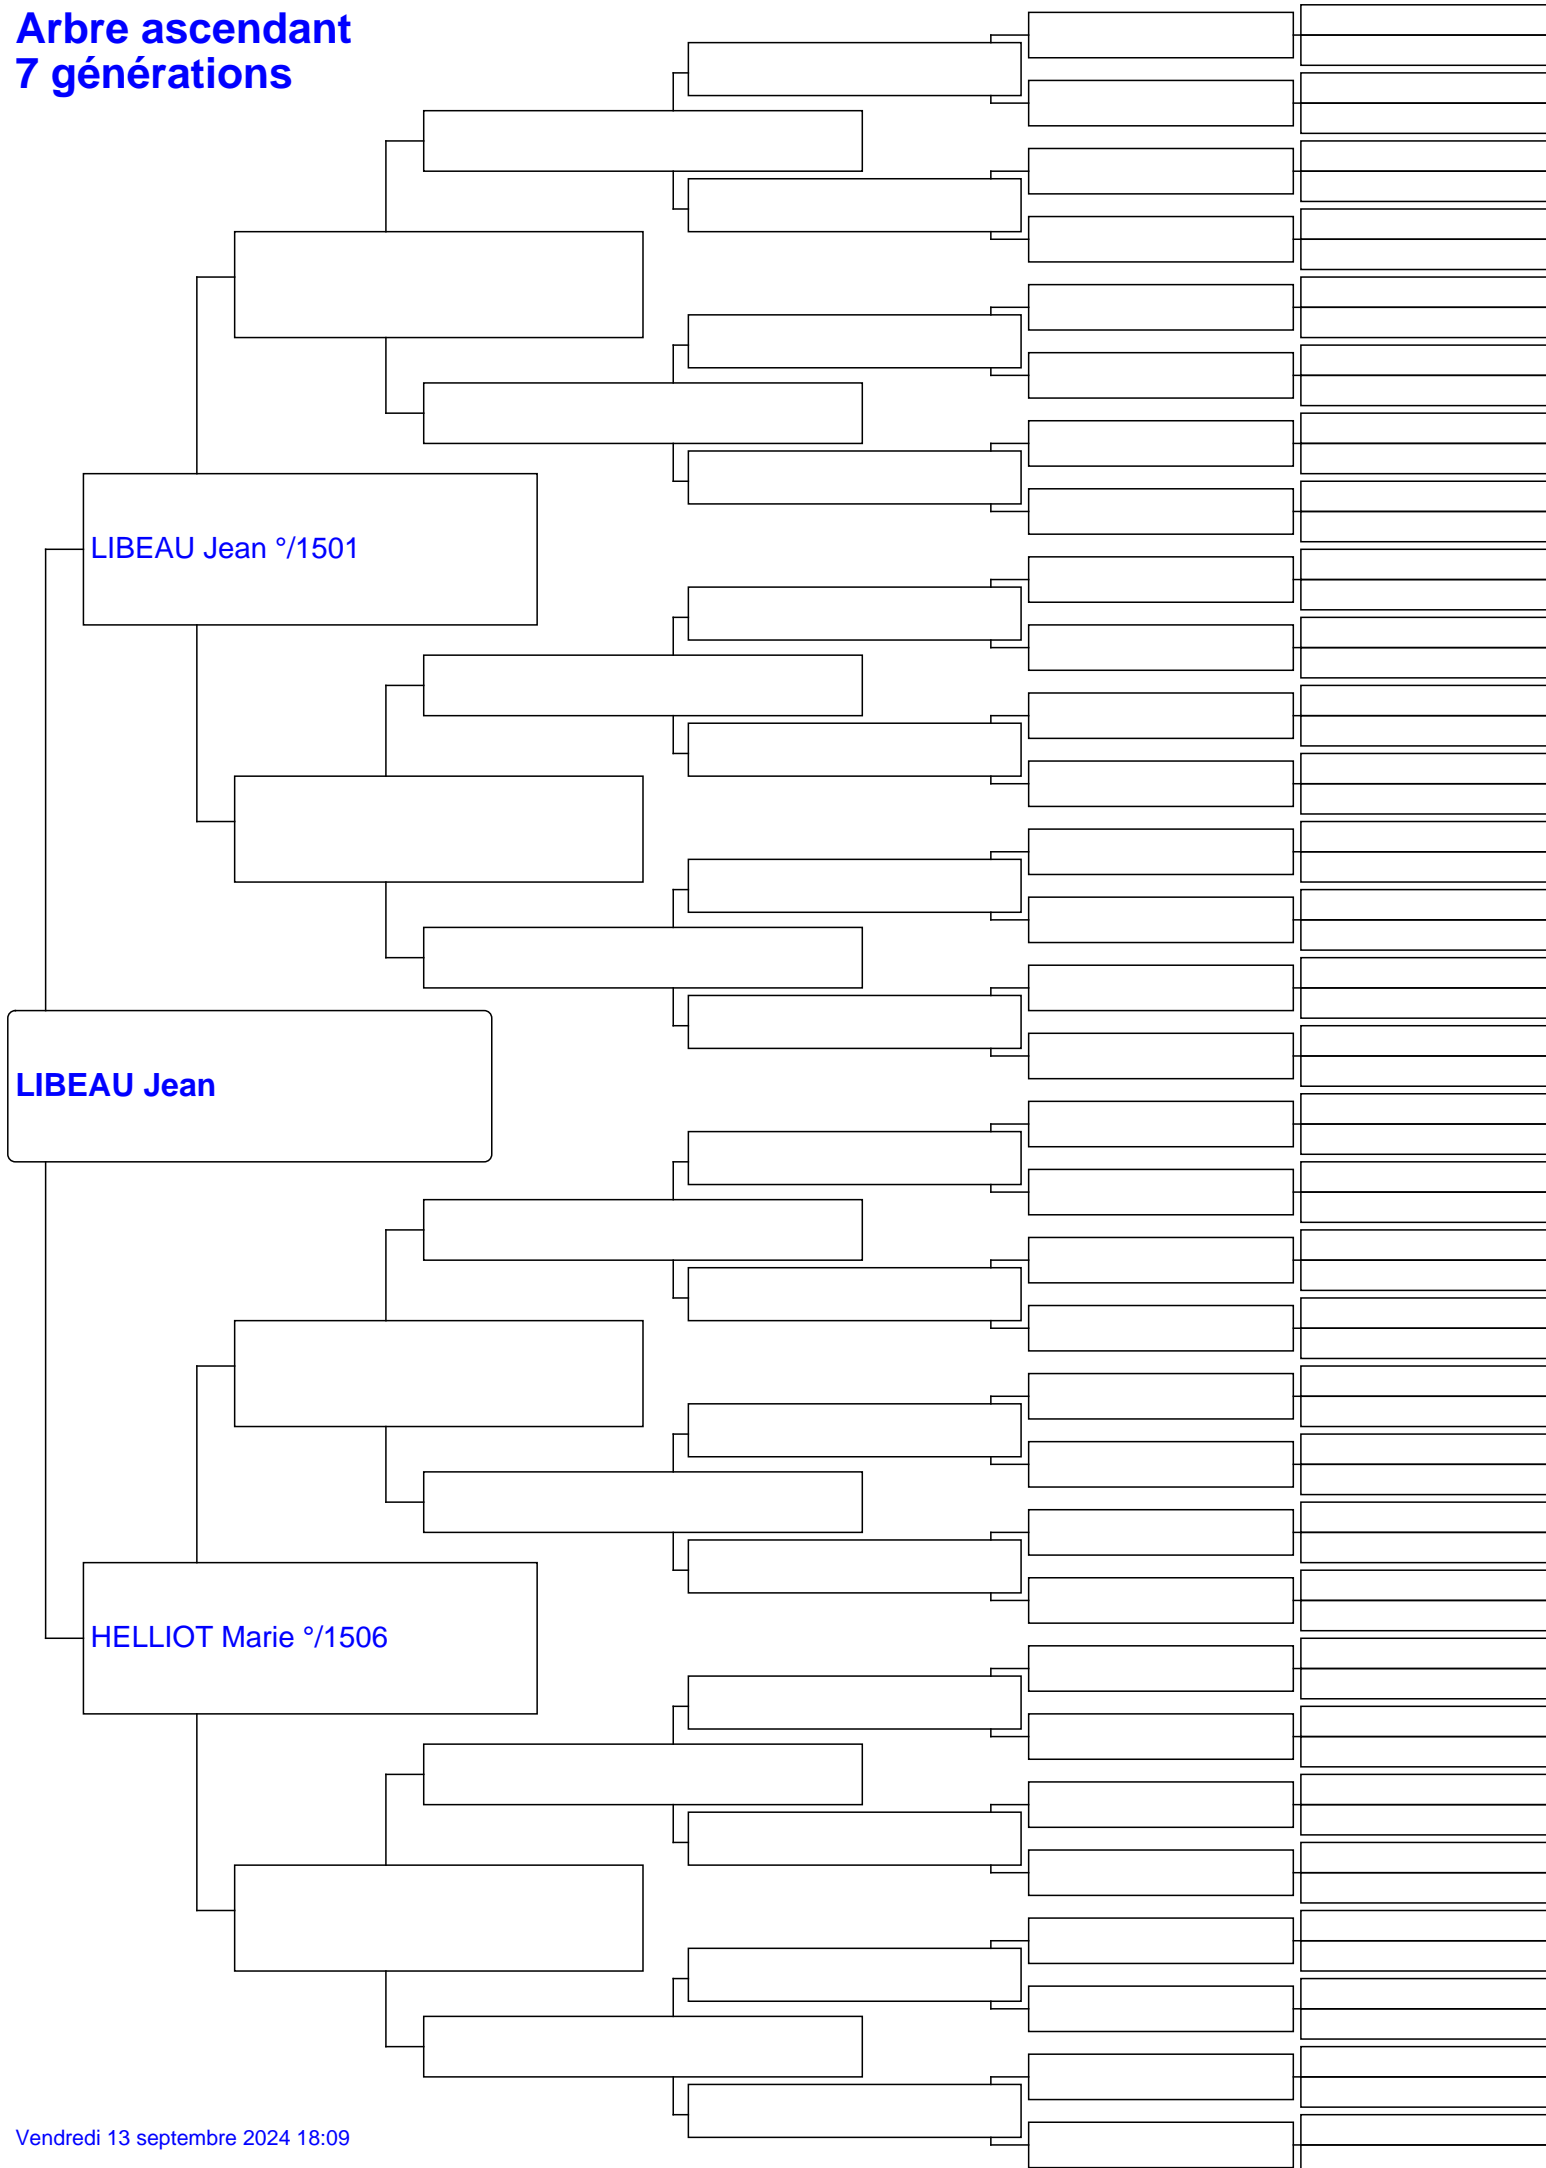 Arbre ascendant
7 générations
LIBEAU Jean °/1501
LIBEAU Jean
HELLIOT Marie °/1506
Vendredi 13 septembre 2024 18:09